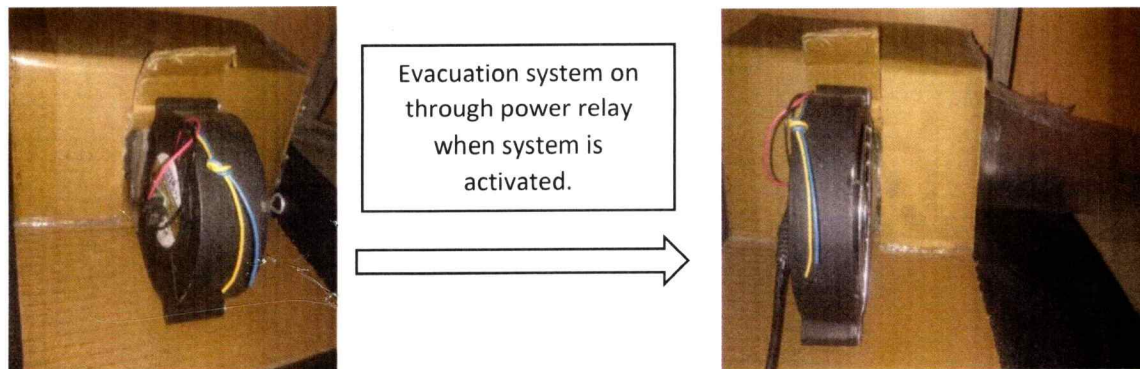 Evacuation system on
through power relay
when system is
activated.